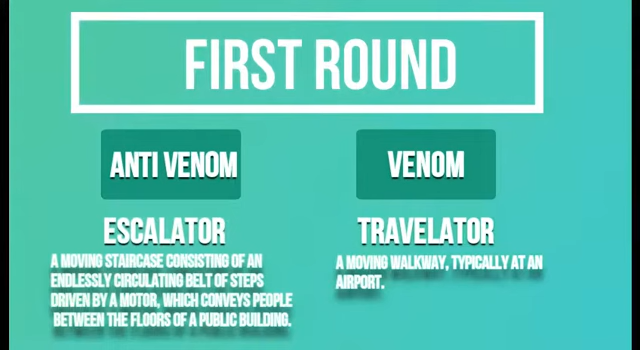 FIRST ROUND
ANTI VENOM
VENOM
ESCALATOR
A MOVING STAIRCASE CONSISTING OF AN
ENDLESSLY CIRCULATING BELT OF STEPS
DRIVEN BY A MOTOR, WHICH CONVEYS PEOPLE
BETWEEN THE FLOORS OF A PUBLIC BUILDING.
TRAVELATOR
A MOVING WALKWAY, TYPICALLY AT AN
AIRPORT.